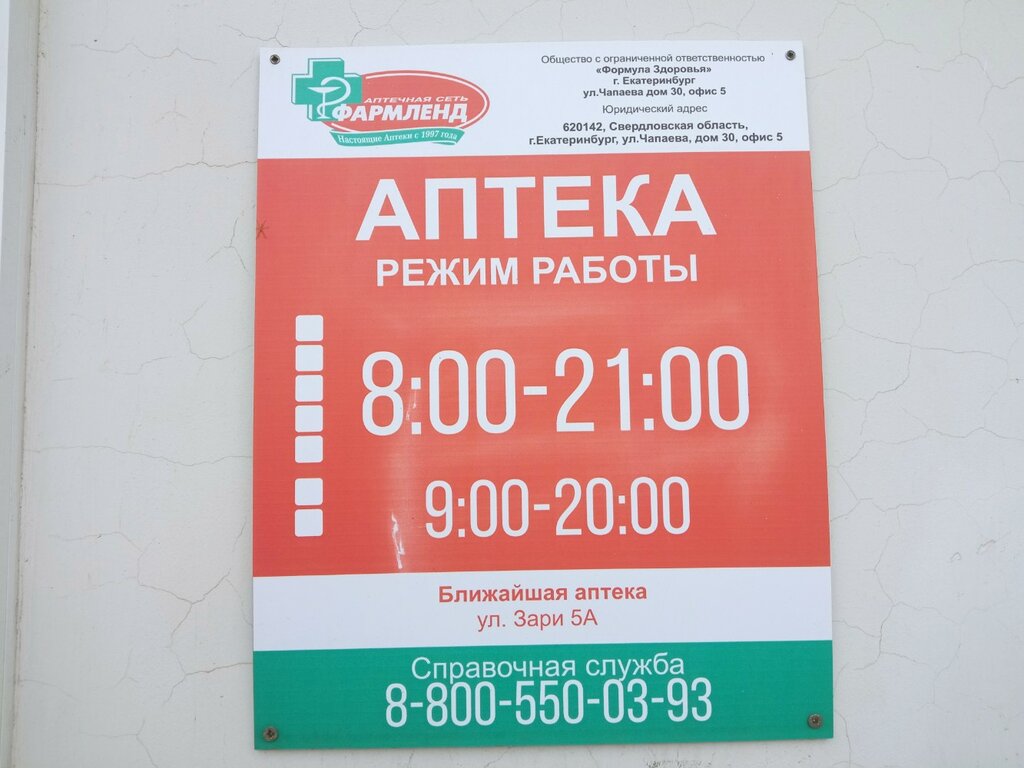 АПТЕЧНАЯ СЕТЬ
ФАРМЛЕНД
Настоящие Аптеки с 1997 года
Общество с ограниченной ответственностью
«Формула Здоровья»
г. Екатеринбург
ул.Чапаева дом 30, офис 5
Юридический адрес
620142, Свердловская область,
г.Екатеринбург, ул.Чапаева, дом 30, офис 5
АПТЕКА
РЕЖИМ РАБОТЫ
8:00-21:00
9:00-20:00
Ближайшая аптека
ул. Зари 5А
Справочная служба
8-800-550-03-93